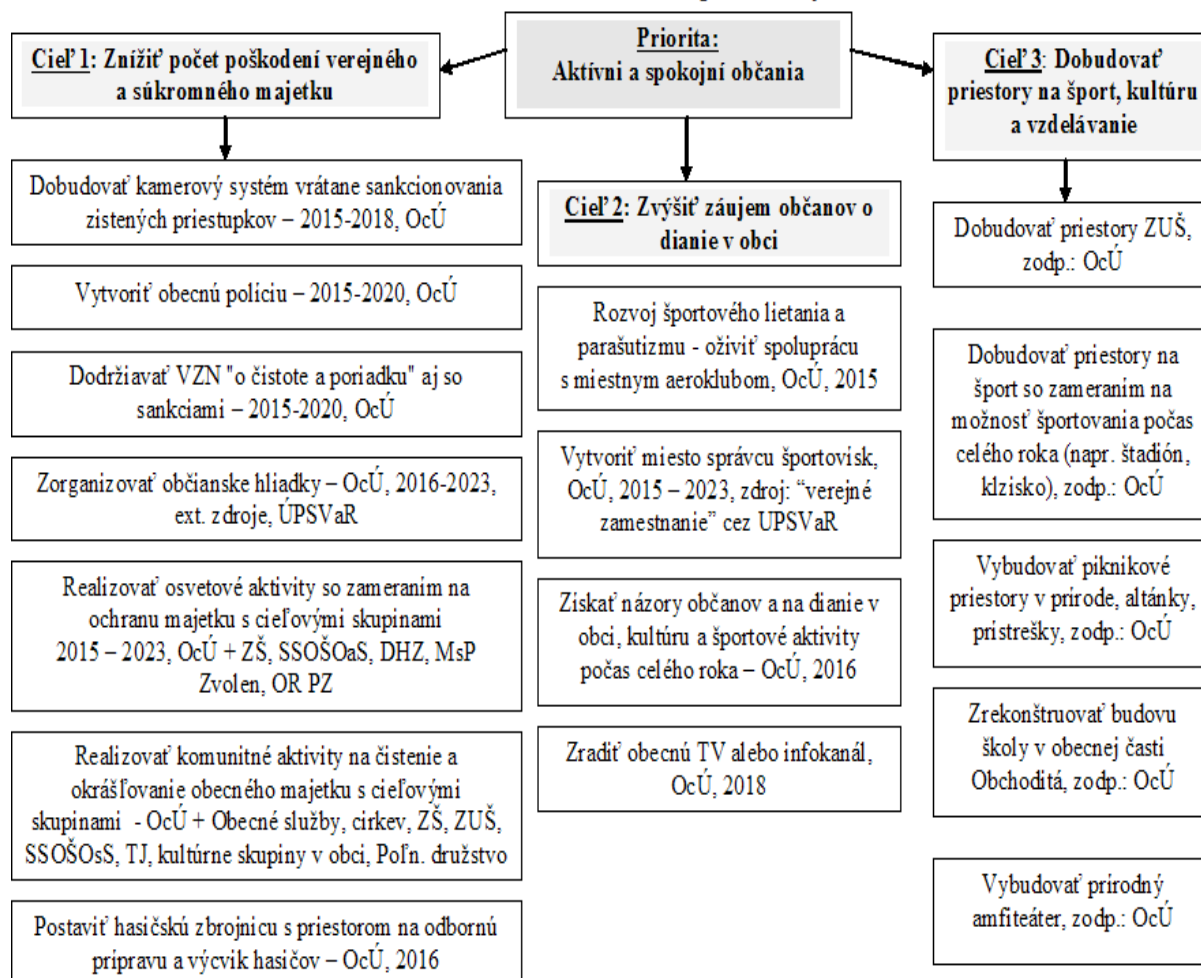 Priorita:
Aktívni a spokojní občania
Cieľ 1: Znížiť počet poškodení verejného
a súkromného majetku
Dobudovať kamerový systém vrátane sankcionovania
zistených priestupkov – 2015-2018, OcÚ
Vytvoriť obecnú políciu – 2015-2020, OcÚ
Dodržiavať VZN "o čistote a poriadku" aj so
sankciami – 2015-2020, OcÚ
Zorganizovať občianske hliadky – OcÚ, 2016-2023,
ext. zdroje, ÚPSVaR
Realizovať osvetové aktivity so zameraním na
ochranu majetku s cieľovými skupinami
2015 – 2023, OcÚ + ZŠ, SSOŠOaS, DHZ, MsP
Zvolen, OR PZ
Realizovať komunitné aktivity na čistenie a
okrášľovanie obecného majetku s cieľovými
skupinami - OcÚ + Obecné služby, cirkev, ZŠ, ZUŠ,
SSOŠOsS, TJ, kultúrne skupiny v obci, Poľn. družstvo
Postaviť hasičskú zbrojnicu s priestorom na odbornú
prípravu a výcvik hasičov – OcÚ, 2016
Cieľ 2: Zvýšiť záujem občanov o
dianie v obci
Rozvoj športového lietania a
parašutizmu - oživiť spoluprácu
s miestnym aeroklubom, OcÚ, 2015
Vytvoriť miesto správcu športovísk,
OcÚ, 2015 – 2023, zdroj: “verejné
zamestnanie” cez UPSVaR
Získať názory občanov a na dianie v
obci, kultúru a športové aktivity
počas celého roka – OcÚ, 2016
Zradiť obecnú TV alebo infokanál,
OcÚ, 2018
Cieľ 3: Dobudovať
priestory na šport, kultúru
a vzdelávanie
Dobudovať priestory ZUŠ,
zodp.: OcÚ
Dobudovať priestory na
šport so zameraním na
možnosť športovania počas
celého roka (napr. štadión,
klzisko), zodp.: OcÚ
Vybudovať piknikové
priestory v prírode, altánky,
prístrešky, zodp.: OcÚ
Zrekonštruovať budovu
školy v obecnej časti
Obchoditá, zodp.: OcÚ
Vybudovať prírodný
amfiteáter, zodp.: OcÚ